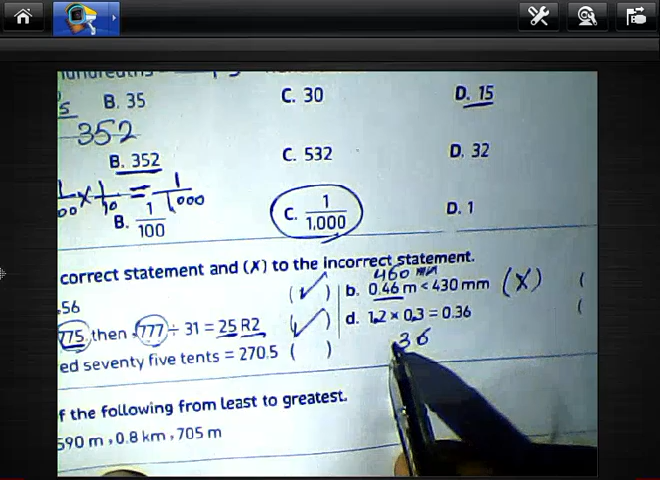 B. 35 C. 30 D. 15
352
B. 352 C. 532 D. 32
1/10 = 1/1000
B. 1/100 C. 1/1,000 D. 1
correct statement and (✗) to the incorrect statement.
460 mm
.56 (✓) b. 0.46 m < 430 mm (X) (
775, then 777 ÷ 31 = 25 R2 (✓) d. 1.2 × 0.3 = 0.36 (
ed seventy five tents = 270.5 ( )
36
f the following from least to greatest.
590 m , 0.8 km , 705 m